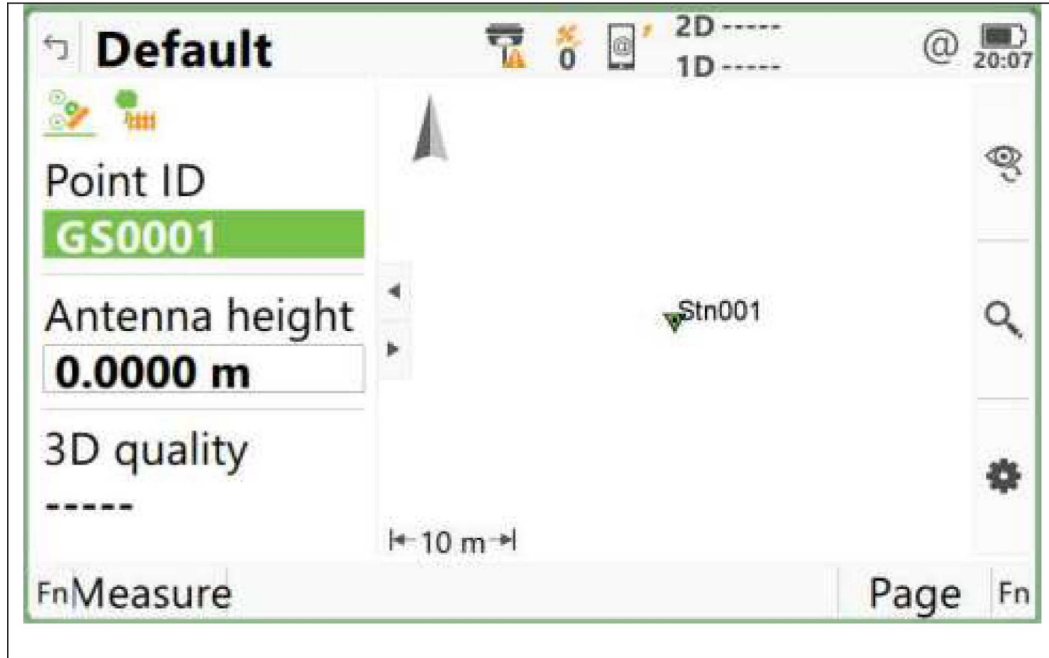 Default
0
@
2D -----
1D -----
@
20:07
Point ID
GS0001
Antenna height
0.0000 m
3D quality
-----
Stn001
10 m
Fn Measure
Page Fn